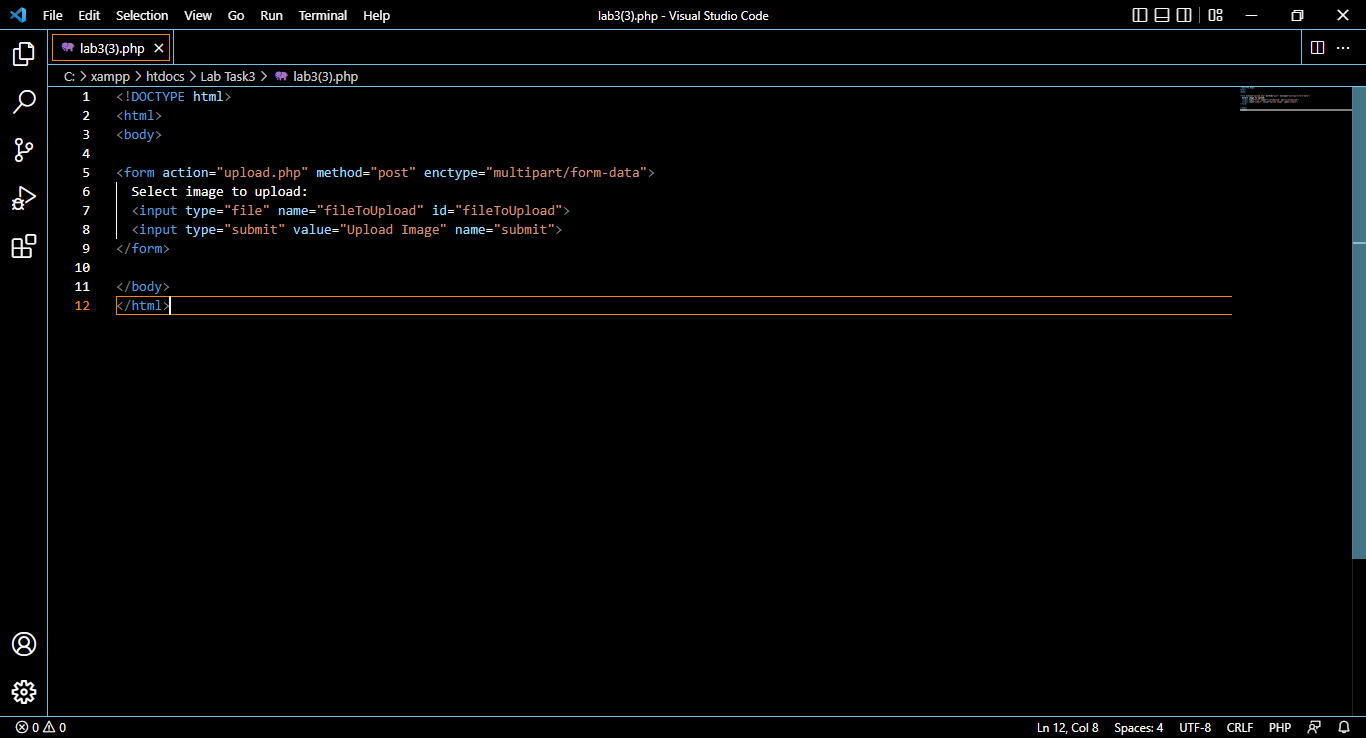 File Edit Selection View Go Run Terminal Help lab3(3).php - Visual Studio Code
lab3(3).php
C: > xampp > htdocs > Lab Task3 > lab3(3).php
1 <!DOCTYPE html>
2 <html>
3 <body>
4
5 <form action="upload.php" method="post" enctype="multipart/form-data">
6   Select image to upload:
7   <input type="file" name="fileToUpload" id="fileToUpload">
8   <input type="submit" value="Upload Image" name="submit">
9 </form>
10
11 </body>
12 </html>
0 0 Ln 12, Col 8 Spaces: 4 UTF-8 CRLF PHP